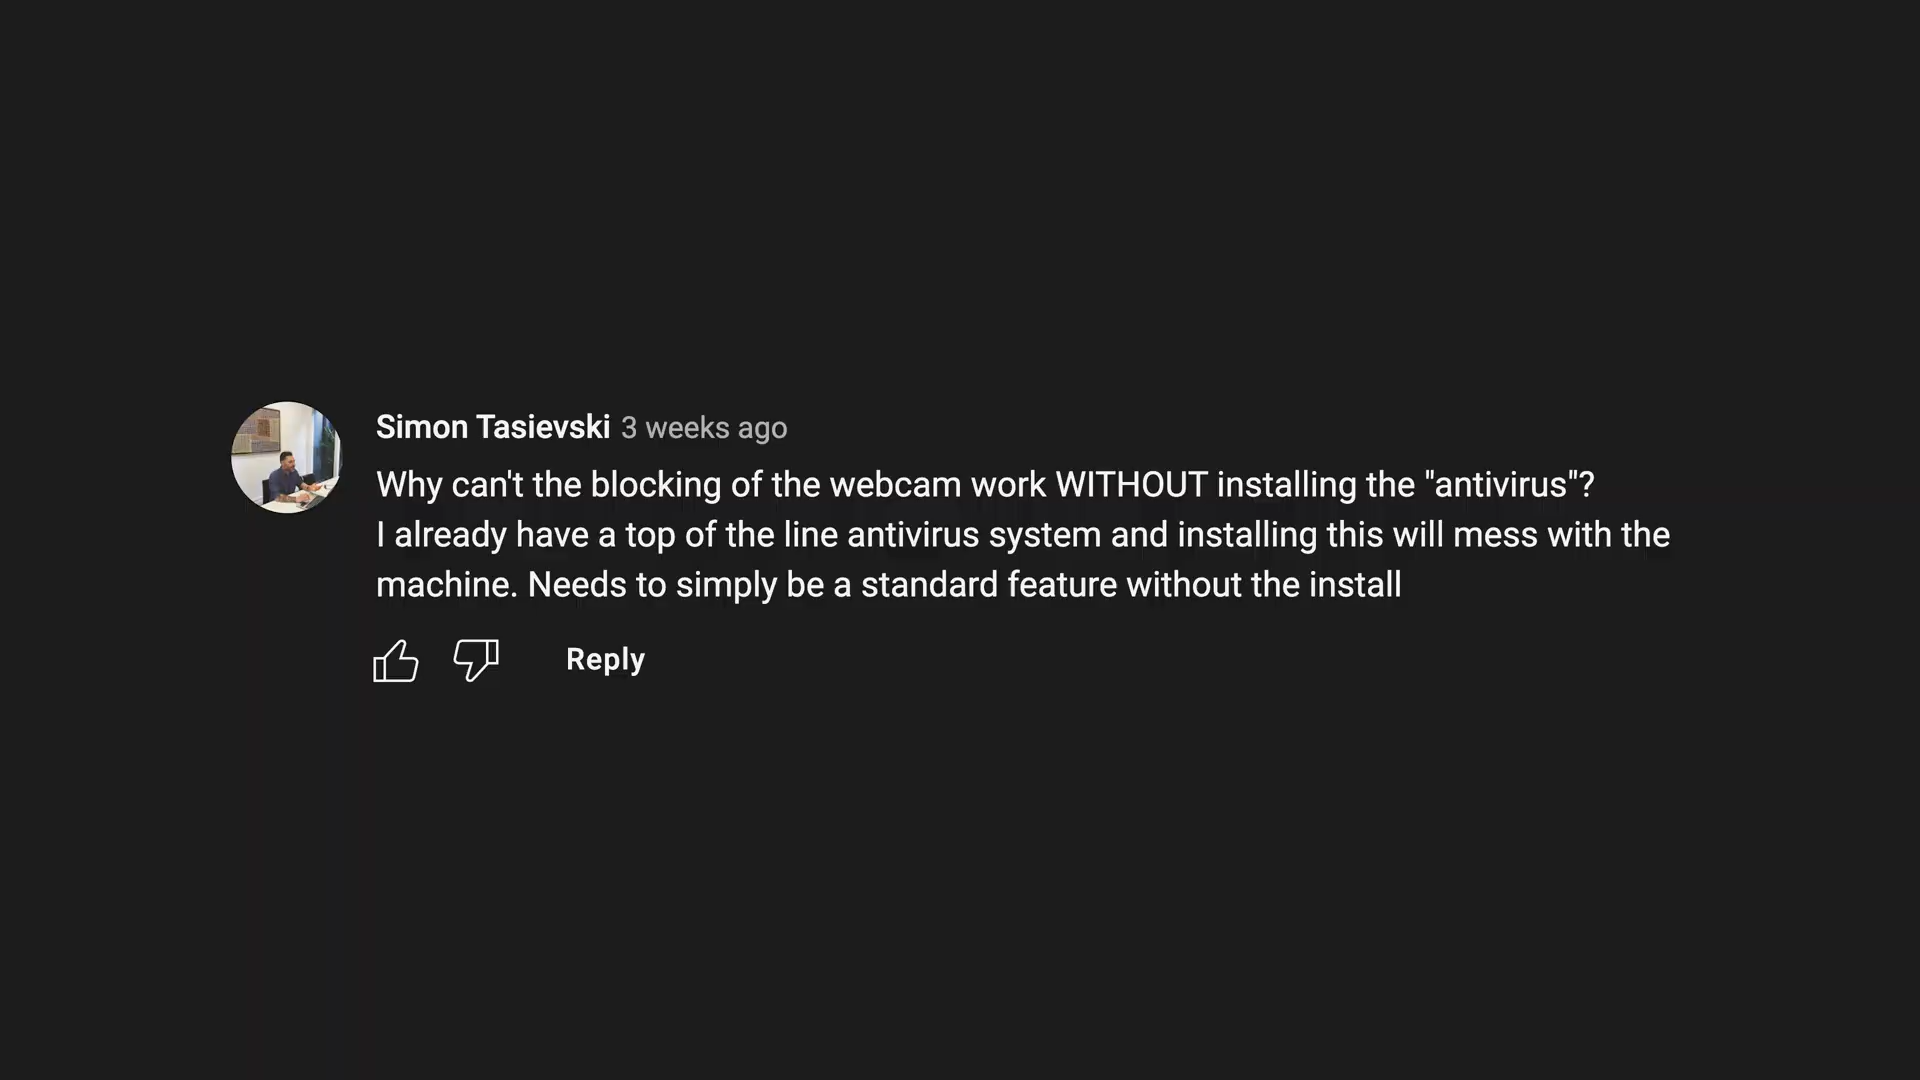 Simon Tasievski 3 weeks ago
Why can't the blocking of the webcam work WITHOUT installing the "antivirus"?
I already have a top of the line antivirus system and installing this will mess with the
machine. Needs to simply be a standard feature without the install
Reply